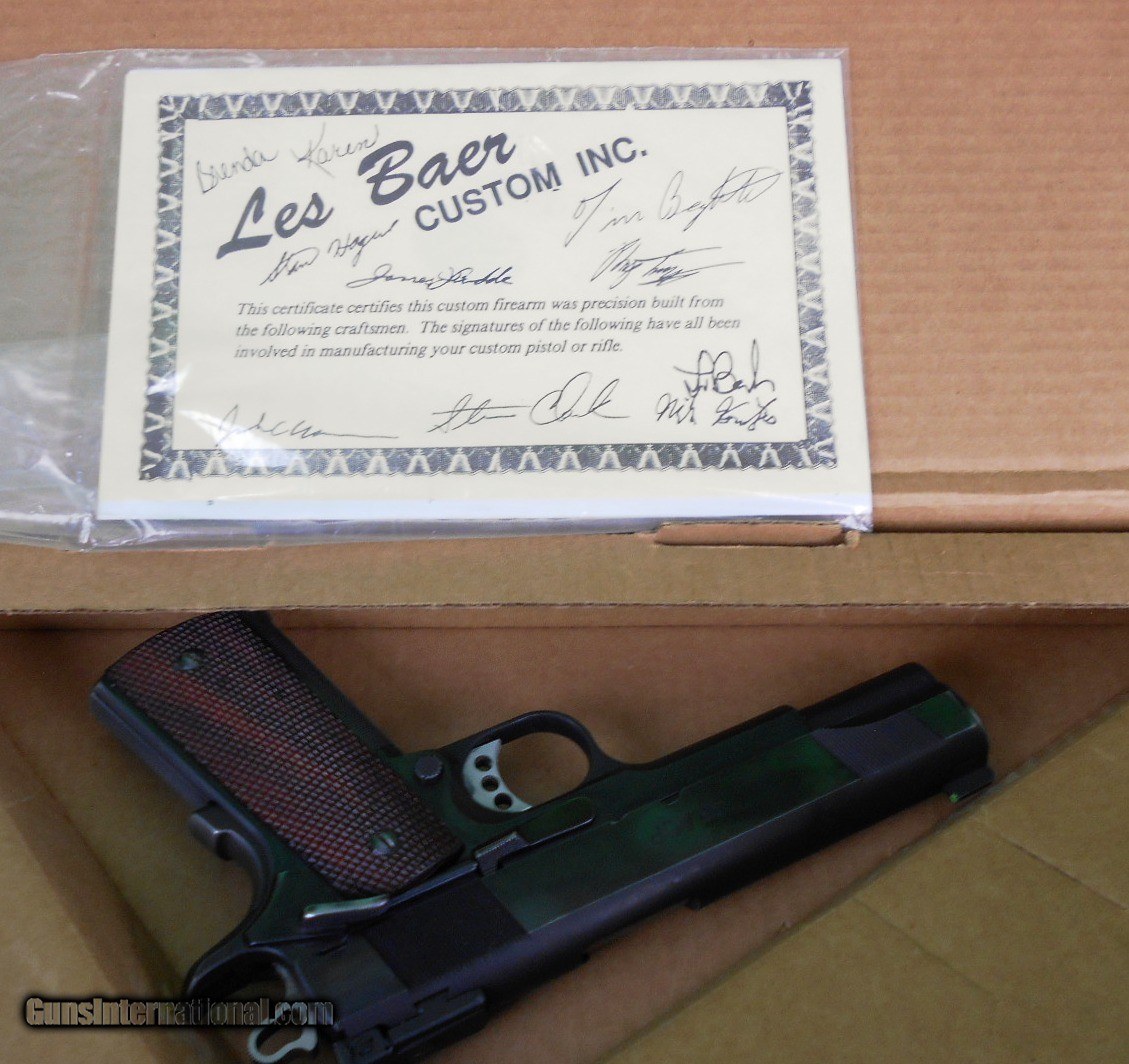 Brenda Karen
Les Baer
CUSTOM INC.
This certificate certifies this custom firearm was precision built from
the following craftsmen. The signatures of the following have all been
involved in manufacturing your custom pistol or rifle.
GunsInternational.com